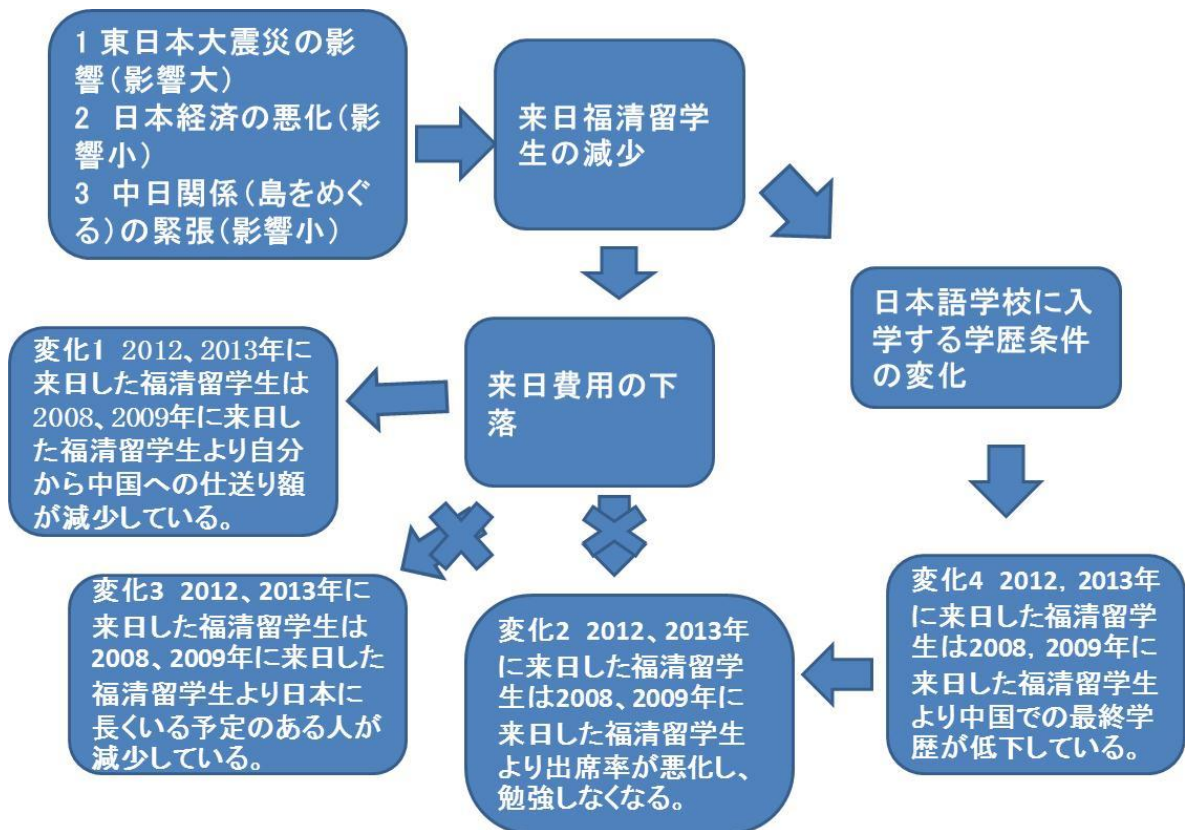 1 東日本大震災の影
響(影響大)
2 日本経済の悪化(影
響小)
3 中日関係(島をめぐ
る)の緊張(影響小)
来日福清留学
生の減少
日本語学校に入
学する学歴条件
の変化
来日費用の下
落
変化1 2012、2013年に
来日した福清留学生は
2008、2009年に来日し
た福清留学生より自分
から中国への仕送り額
が減少している。
変化3 2012、2013年に
来日した福清留学生は
2008、2009年に来日した
福清留学生より日本に
長くいる予定のある人が
減少している。
変化2 2012、2013年
に来日した福清留学
生は2008、2009年に
来日した福清留学生
より出席率が悪化し、
勉強しなくなる。
変化4 2012，2013年
に来日した福清留学
生は2008，2009年に
来日した福清留学生
より中国での最終学
歴が低下している。